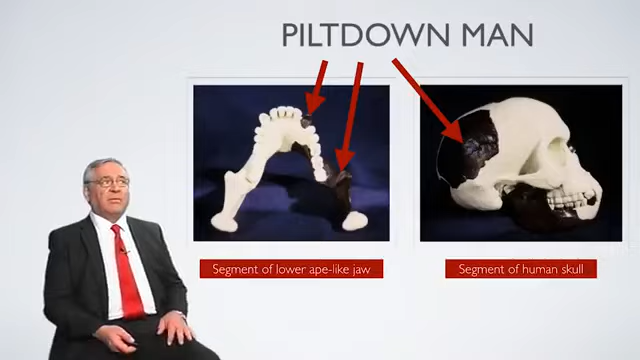 PILTDOWN MAN
Segment of lower ape-like jaw
Segment of human skull